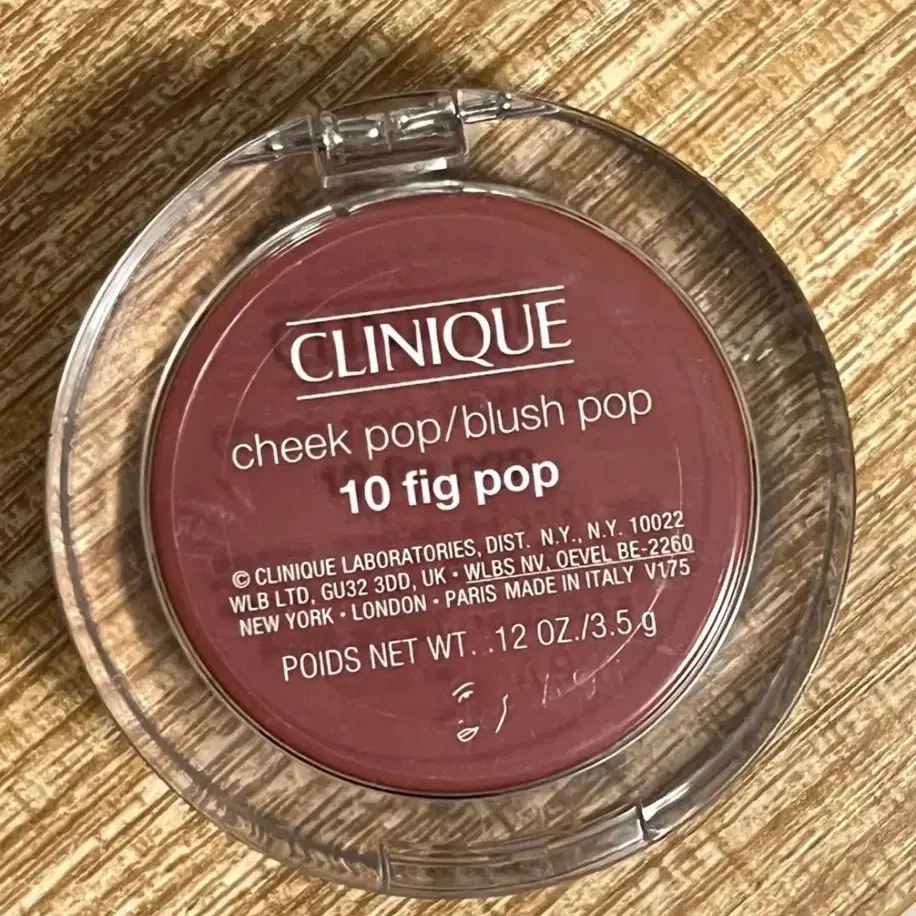 CLINIQUE
cheek pop/blush pop
10 fig pop
© CLINIQUE LABORATORIES, DIST. N.Y., N.Y. 10022
WLB LTD, GU32 3DD, UK • WLBS NV, OEVEL BE-2260
NEW YORK • LONDON • PARIS MADE IN ITALY V175
POIDS NET WT. .12 OZ./3.5 g